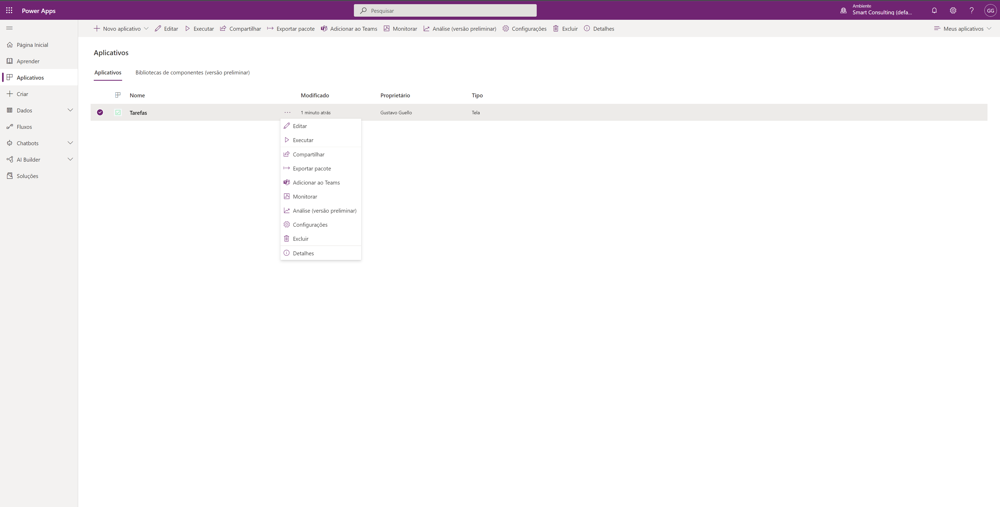 Power Apps
Pesquisar
Ambiente
Smart Consulting (defa...
GG
Novo aplicativo
Editar
Executar
Compartilhar
Exportar pacote
Adicionar ao Teams
Monitorar
Análise (versão preliminar)
Configurações
Excluir
Detalhes
Meus aplicativos
Página Inicial
Aprender
Aplicativos
Criar
Dados
Fluxos
Chatbots
AI Builder
Soluções
Aplicativos
Aplicativos
Bibliotecas de componentes (versão preliminar)
Nome
Modificado
Proprietário
Tipo
Tarefas
...
1 minuto atrás
Gustavo Guello
Tela
Editar
Executar
Compartilhar
Exportar pacote
Adicionar ao Teams
Monitorar
Análise (versão preliminar)
Configurações
Excluir
Detalhes